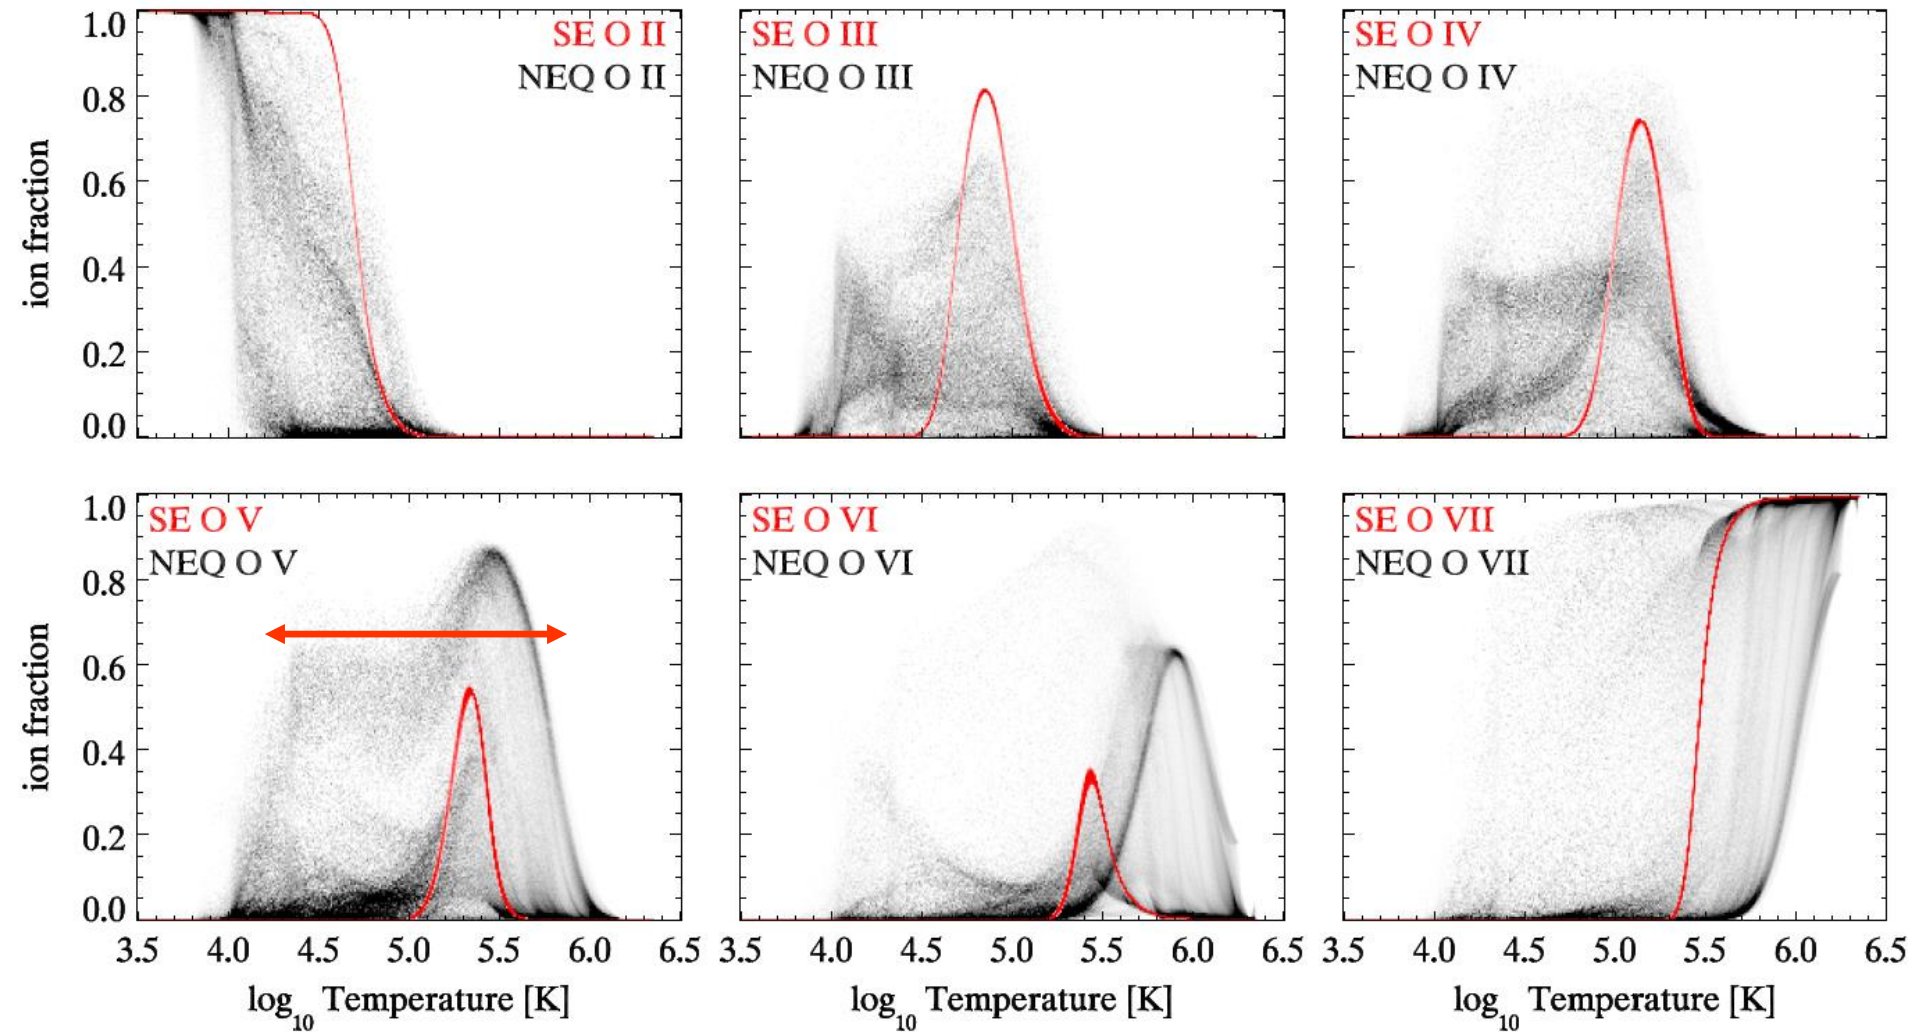 SE O II
NEQ O II
SE O III
NEQ O III
SE O IV
NEQ O IV
1.0
0.8
0.6
0.4
0.2
0.0
ion fraction
SE O V
NEQ O V
SE O VI
NEQ O VI
SE O VII
NEQ O VII
1.0
0.8
0.6
0.4
0.2
0.0
ion fraction
3.5 4.0 4.5 5.0 5.5 6.0 6.5
3.5 4.0 4.5 5.0 5.5 6.0 6.5
3.5 4.0 4.5 5.0 5.5 6.0 6.5
log10 Temperature [K]
log10 Temperature [K]
log10 Temperature [K]